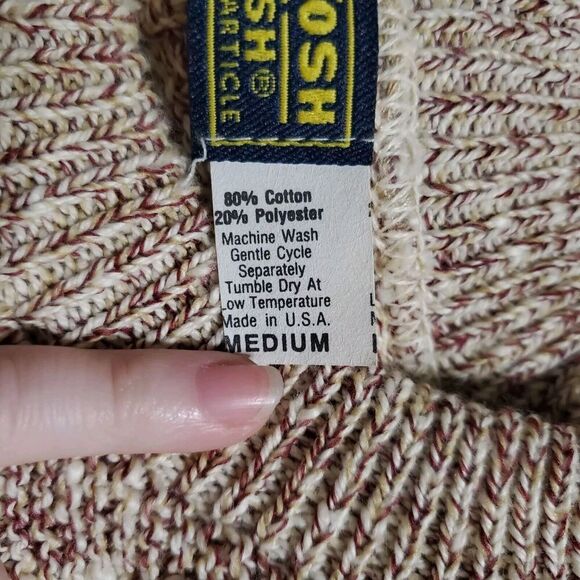 OSH
SH ®
ARTICLE
80% Cotton
20% Polyester
Machine Wash
Gentle Cycle
Separately
Tumble Dry At
Low Temperature
Made in U.S.A.
MEDIUM